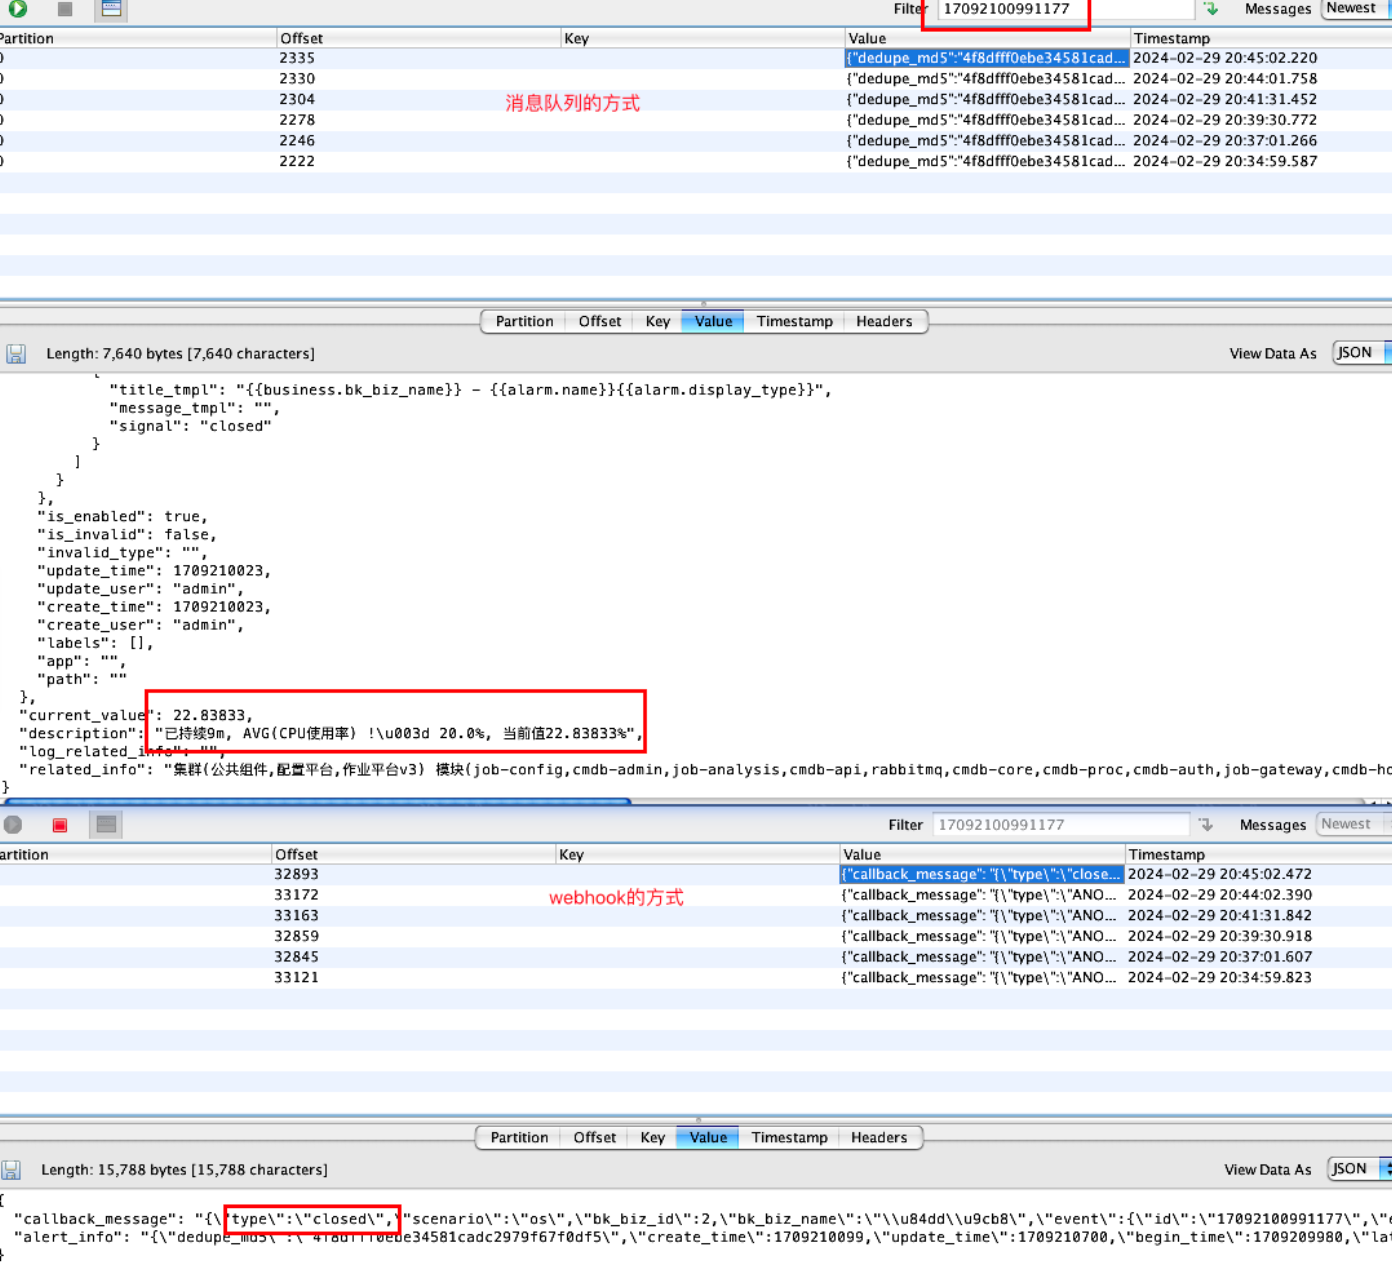 Filter 17092100991177 Messages Newest
Partition Offset Key Value Timestamp
0 2335 {"dedupe_md5":"4f8dfff0ebe34581cad... 2024-02-29 20:45:02.220
0 2330 {"dedupe_md5":"4f8dfff0ebe34581cad... 2024-02-29 20:44:01.758
0 2304 {"dedupe_md5":"4f8dfff0ebe34581cad... 2024-02-29 20:41:31.452
消息队列的方式
0 2278 {"dedupe_md5":"4f8dfff0ebe34581cad... 2024-02-29 20:39:30.772
0 2246 {"dedupe_md5":"4f8dfff0ebe34581cad... 2024-02-29 20:37:01.266
0 2222 {"dedupe_md5":"4f8dfff0ebe34581cad... 2024-02-29 20:34:59.587
Partition Offset Key Value Timestamp Headers
Length: 7,640 bytes [7,640 characters] View Data As JSON
{
"title_tmpl": "{{business.bk_biz_name}} - {{alarm.name}}{{alarm.display_type}}",
"message_tmpl": "",
"signal": "closed"
}
]
}
},
"is_enabled": true,
"is_invalid": false,
"invalid_type": "",
"update_time": 1709210023,
"update_user": "admin",
"create_time": 1709210023,
"create_user": "admin",
"labels": [],
"app": "",
"path": ""
},
"current_value": 22.83833,
"description": "已持续9m, AVG(CPU使用率) !\u003d 20.0%, 当前值22.83833%",
"log_related_info": "",
"related_info": "集群(公共组件,配置平台,作业平台v3) 模块(job-config,cmdb-admin,job-analysis,cmdb-api,rabbitmq,cmdb-core,cmdb-proc,cmdb-auth,job-gateway,cmdb-ho
}
Filter 17092100991177 Messages Newest
artition Offset Key Value Timestamp
32893 {"callback_message": "{\"type\":\"close... 2024-02-29 20:45:02.472
33172 {"callback_message": "{\"type\":\"ANO... 2024-02-29 20:44:02.390
webhook的方式
33163 {"callback_message": "{\"type\":\"ANO... 2024-02-29 20:41:31.842
32859 {"callback_message": "{\"type\":\"ANO... 2024-02-29 20:39:30.918
32845 {"callback_message": "{\"type\":\"ANO... 2024-02-29 20:37:01.607
33121 {"callback_message": "{\"type\":\"ANO... 2024-02-29 20:34:59.823
Partition Offset Key Value Timestamp Headers
Length: 15,788 bytes [15,788 characters] View Data As JSON
{
"callback_message": "{\"type\":\"closed\",\"scenario\":\"os\",\"bk_biz_id\":2,\"bk_biz_name\":\"\\u84dd\\u9cb8\",\"event\":{\"id\":\"17092100991177\",\"e
"alert_info": "{\"dedupe_md5\":\"4f8dfff0ebe34581cadc2979f67f0df5\",\"create_time\":1709210099,\"update_time\":1709210700,\"begin_time\":1709209980,\"lat
}